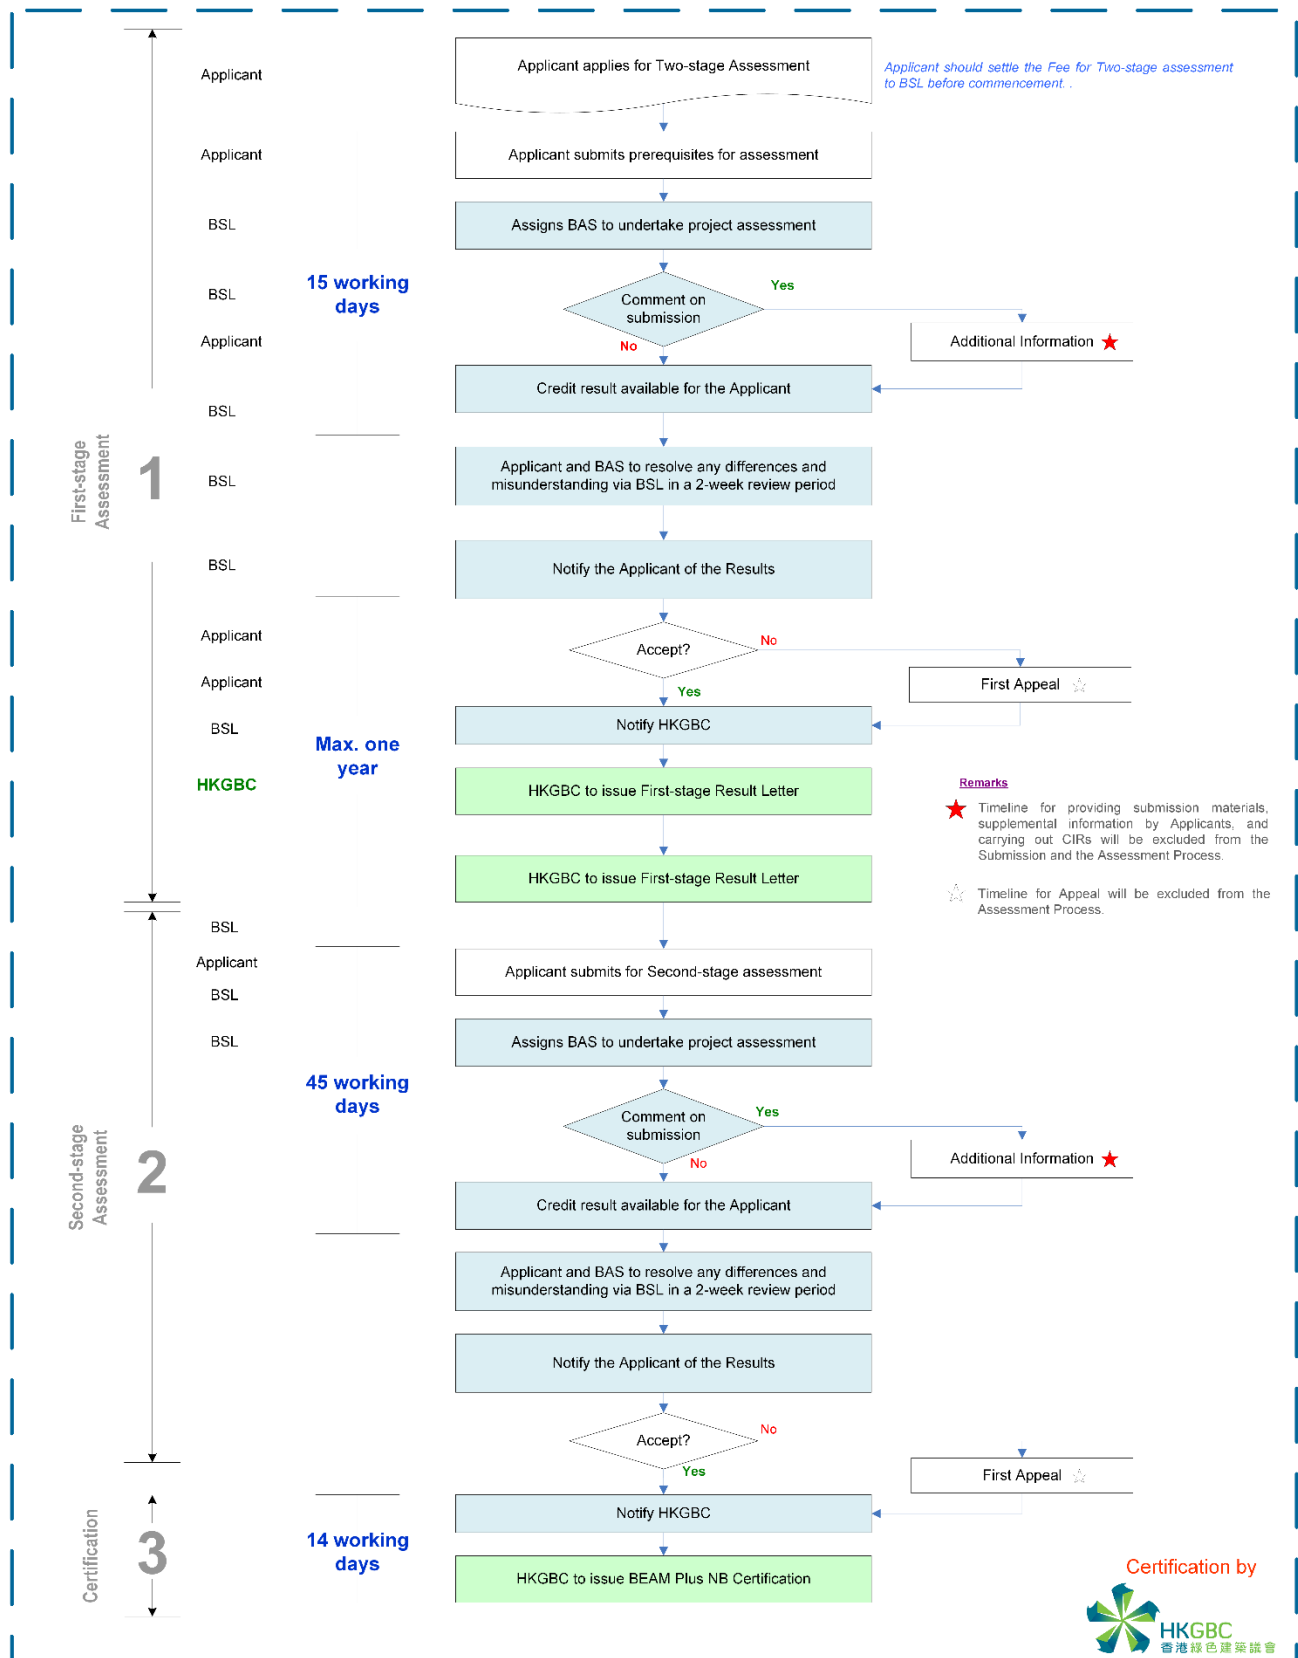 Applicant
Applicant applies for Two-stage Assessment
Applicant should settle the Fee for Two-stage assessment
to BSL before commencement. .
Applicant
Applicant submits prerequisites for assessment
BSL
Assigns BAS to undertake project assessment
15 working
days
BSL
Comment on
submission
Yes
No
Applicant
Additional Information
Credit result available for the Applicant
BSL
First-stage
Assessment
1
BSL
Applicant and BAS to resolve any differences and
misunderstanding via BSL in a 2-week review period
BSL
Notify the Applicant of the Results
Applicant
Accept?
No
Yes
Applicant
First Appeal
BSL
Notify HKGBC
Max. one
year
HKGBC
HKGBC to issue First-stage Result Letter
Remarks
Timeline for providing submission materials,
supplemental information by Applicants, and
carrying out CIRs will be excluded from the
Submission and the Assessment Process.
HKGBC to issue First-stage Result Letter
Timeline for Appeal will be excluded from the
Assessment Process.
BSL
Applicant
Applicant submits for Second-stage assessment
BSL
BSL
Assigns BAS to undertake project assessment
45 working
days
Comment on
submission
Yes
No
Additional Information
Second-stage
Assessment
2
Credit result available for the Applicant
Applicant and BAS to resolve any differences and
misunderstanding via BSL in a 2-week review period
Notify the Applicant of the Results
Accept?
No
Yes
First Appeal
Certification
3
14 working
days
Notify HKGBC
HKGBC to issue BEAM Plus NB Certification
Certification by
HKGBC
香港綠色建築議會